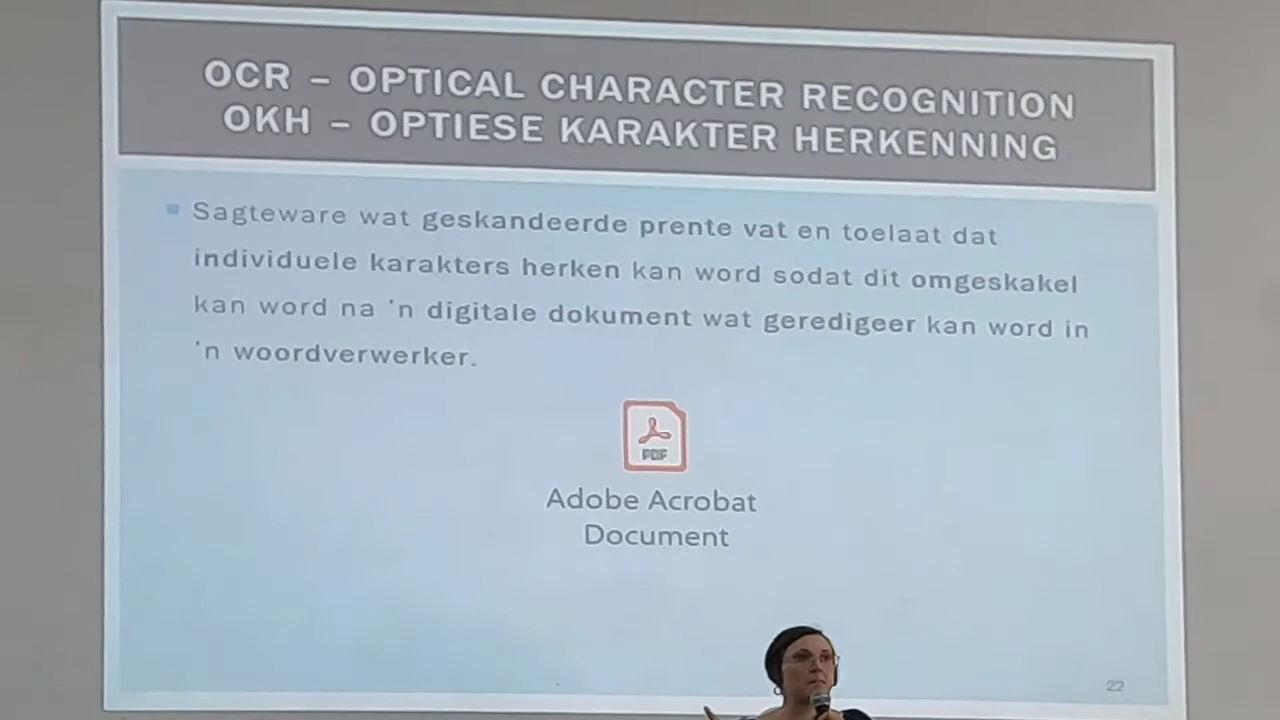 OCR – OPTICAL CHARACTER RECOGNITION
OKH – OPTIESE KARAKTER HERKENNING
Sagteware wat geskandeerde prente vat en toelaat dat
individuele karakters herken kan word sodat dit omgeskakel
kan word na 'n digitale dokument wat geredigeer kan word in
'n woordverwerker.
PDF
Adobe Acrobat
Document
22